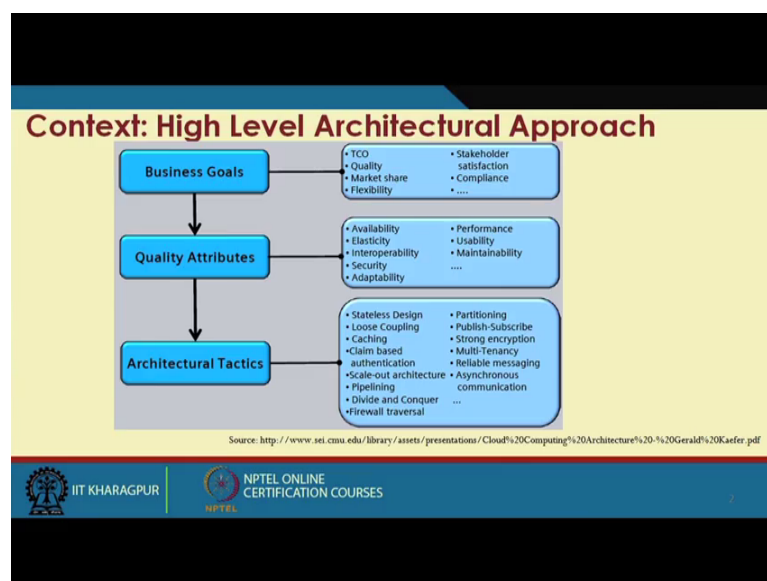 Context: High Level Architectural Approach
Business Goals
• TCO
• Quality
• Market share
• Flexibility
• Stakeholder
satisfaction
• Compliance
• ....
Quality Attributes
• Availability
• Elasticity
• Interoperability
• Security
• Adaptability
• Performance
• Usability
• Maintainability
....
Architectural Tactics
• Stateless Design
• Loose Coupling
• Caching
•Claim based
authentication
•Scale-out architecture
• Pipelining
• Divide and Conquer
•Firewall traversal
• Partitioning
• Publish-Subscribe
• Strong encryption
• Multi-Tenancy
• Reliable messaging
• Asynchronous
communication
...
Source: http://www.sei.cmu.edu/library/assets/presentations/Cloud%20Computing%20Architecture%20-%20Gerald%20Kaefer.pdf
IIT KHARAGPUR
NPTEL
NPTEL ONLINE
CERTIFICATION COURSES
2